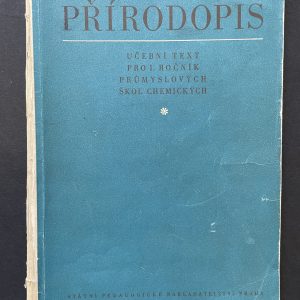 PŘÍRODOPIS
UČEBNÍ TEXT
PRO I. ROČNÍK
PRŮMYSLOVÝCH
ŠKOL CHEMICKÝCH
STÁTNÍ PEDAGOGICKÉ NAKLADATELSTVÍ PRAHA